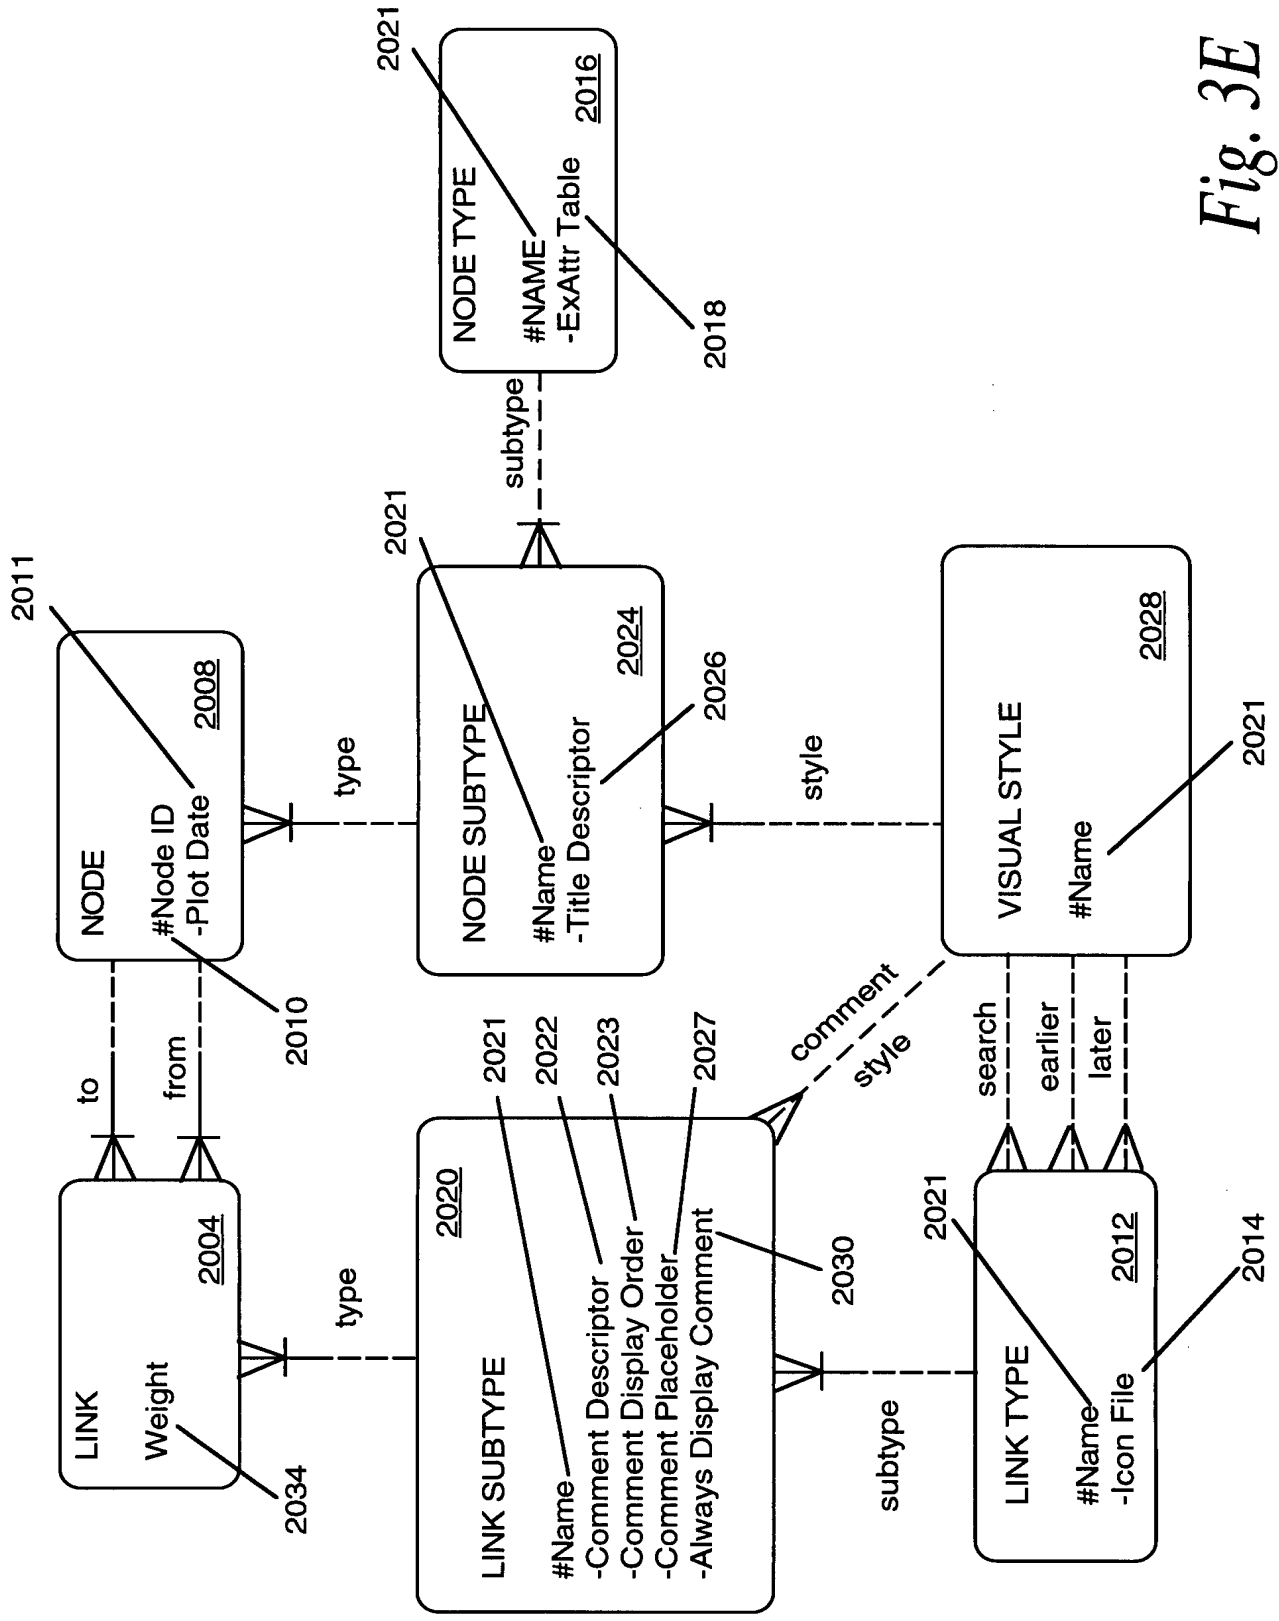 LINK
Weight
2004
2034
to
from
NODE
#Node ID
-Plot Date
2008
2010
2011
type
type
LINK SUBTYPE
2020
#Name
-Comment Descriptor
-Comment Display Order
-Comment Placeholder
-Always Display Comment
2021
2022
2023
2027
2030
NODE SUBTYPE
#Name
-Title Descriptor
2024
2021
2026
subtype
NODE TYPE
#NAME
-ExAttr Table
2016
2021
2018
comment
style
style
subtype
LINK TYPE
#Name
-Icon File
2012
2021
2014
search
earlier
later
VISUAL STYLE
#Name
2028
2021
Fig. 3E